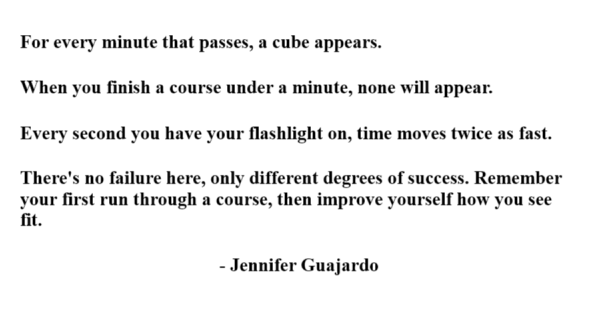 For every minute that passes, a cube appears.
When you finish a course under a minute, none will appear.
Every second you have your flashlight on, time moves twice as fast.
There's no failure here, only different degrees of success. Remember
your first run through a course, then improve yourself how you see
fit.
- Jennifer Guajardo